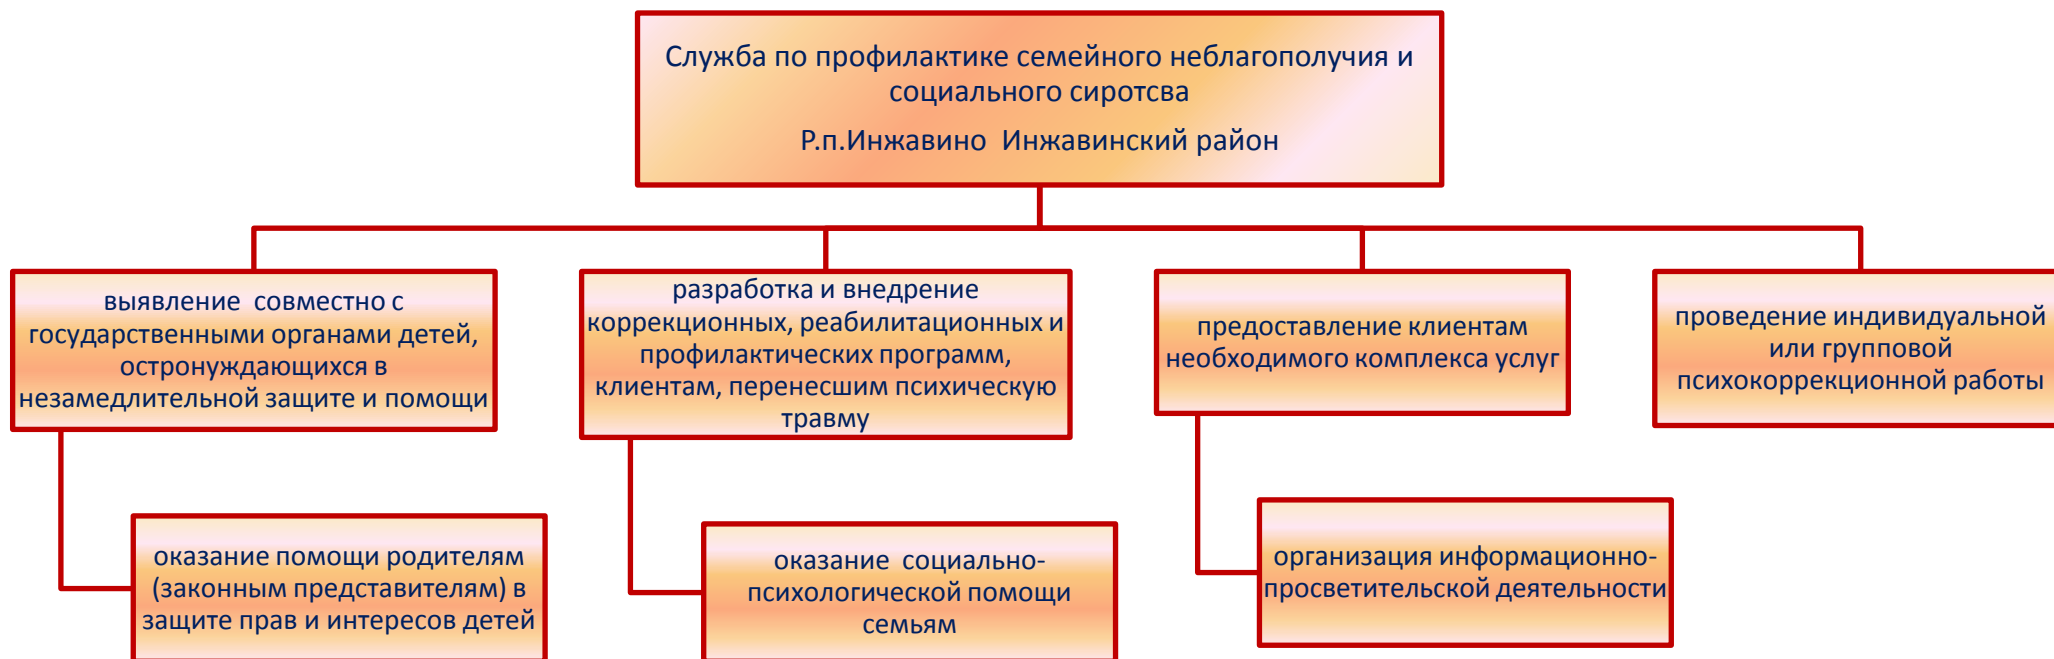 Служба по профилактике семейного неблагополучия и
социального сиротсва
Р.п.Инжавино Инжавинский район
выявление совместно с
государственными органами детей,
остронуждающихся в
незамедлительной защите и помощи
разработка и внедрение
коррекционных, реабилитационных и
профилактических программ,
клиентам, перенесшим психическую
травму
предоставление клиентам
необходимого комплекса услуг
проведение индивидуальной
или групповой
психокоррекционной работы
оказание помощи родителям
(законным представителям) в
защите прав и интересов детей
оказание социально-
психологической помощи
семьям
организация информационно-
просветительской деятельности